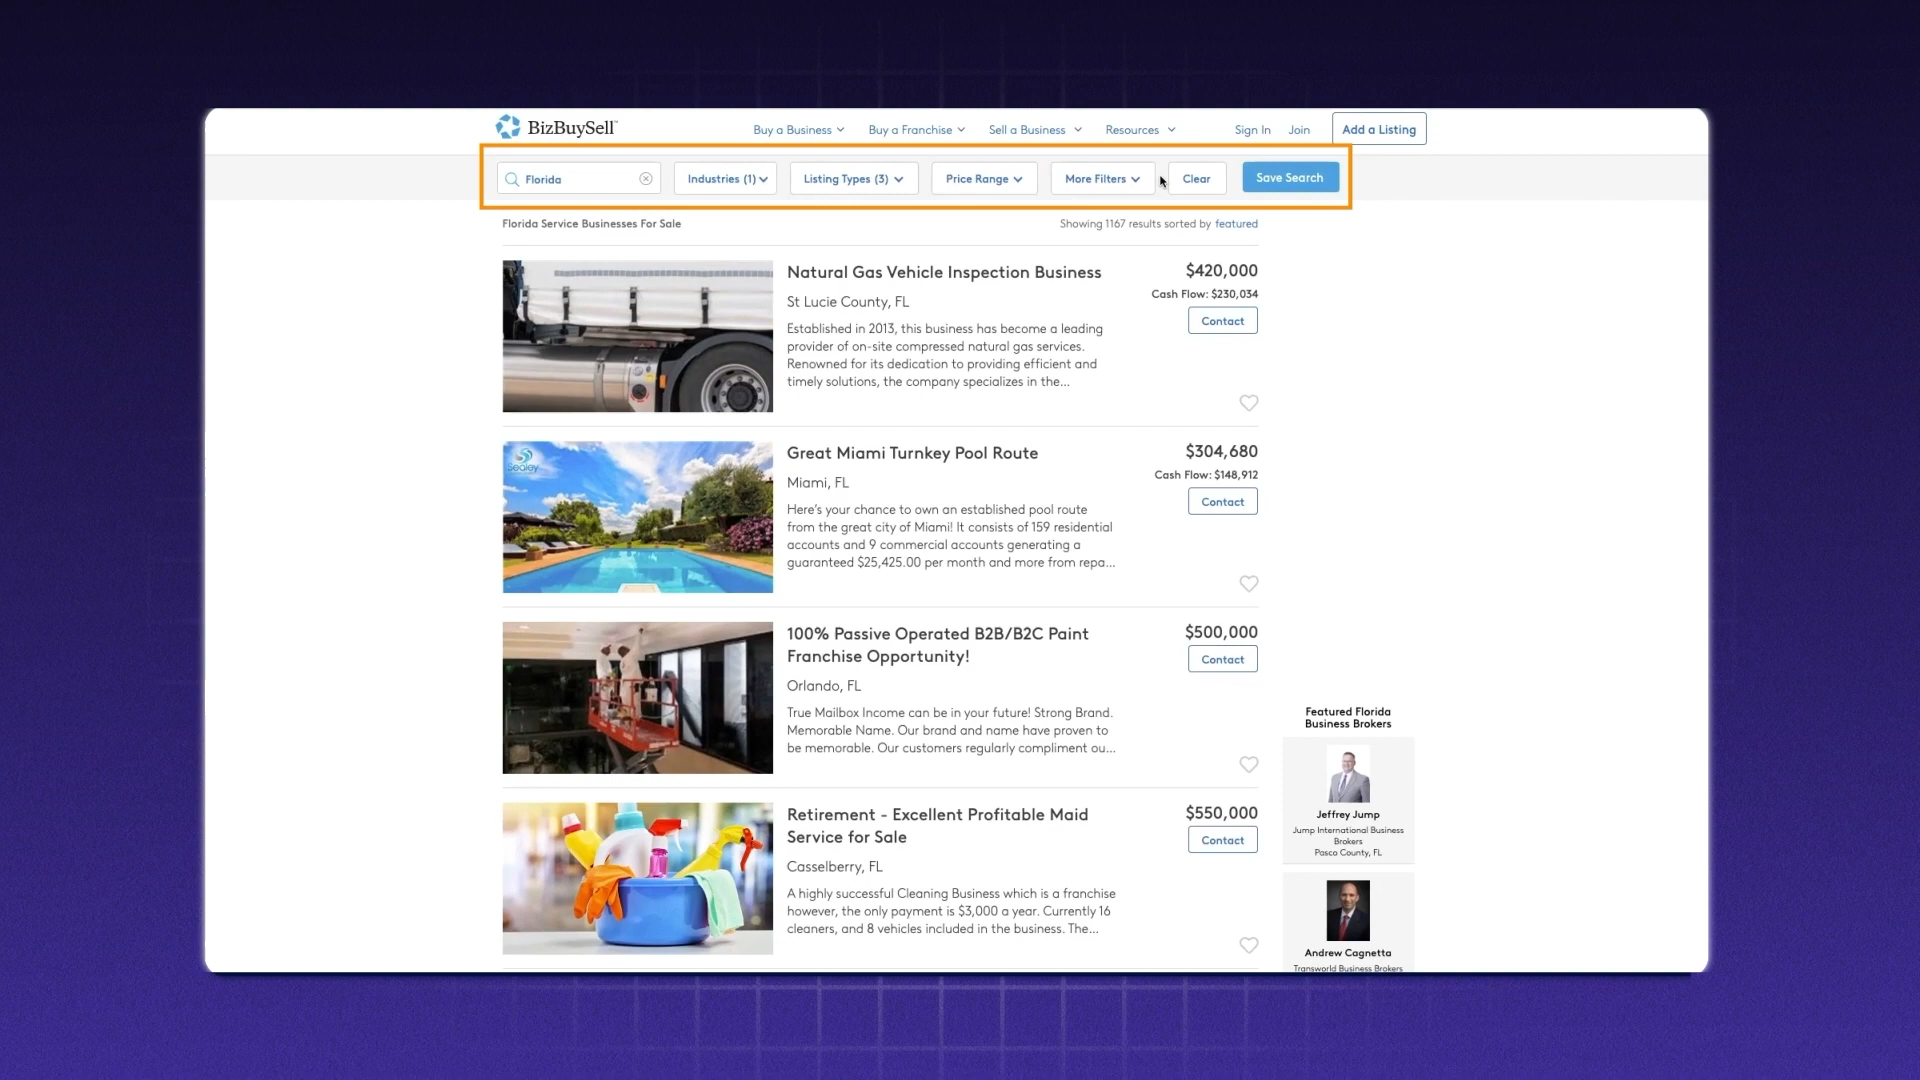 BizBuySell™
Buy a Business
Buy a Franchise
Sell a Business
Resources
Sign In
Join
Add a Listing
Florida
Industries (1)
Listing Types (3)
Price Range
More Filters
Clear
Save Search
Florida Service Businesses For Sale
Showing 1167 results sorted by featured
Natural Gas Vehicle Inspection Business
St Lucie County, FL
Established in 2013, this business has become a leading
provider of on-site compressed natural gas services.
Renowned for its dedication to providing efficient and
timely solutions, the company specializes in the...
$420,000
Cash Flow: $230,034
Contact
Sealey
Great Miami Turnkey Pool Route
Miami, FL
Here's your chance to own an established pool route
from the great city of Miami! It consists of 159 residential
accounts and 9 commercial accounts generating a
guaranteed $25,425.00 per month and more from repa...
$304,680
Cash Flow: $148,912
Contact
100% Passive Operated B2B/B2C Paint
Franchise Opportunity!
Orlando, FL
True Mailbox Income can be in your future! Strong Brand.
Memorable Name. Our brand and name have proven to
be memorable. Our customers regularly compliment ou...
$500,000
Contact
Retirement - Excellent Profitable Maid
Service for Sale
Casselberry, FL
A highly successful Cleaning Business which is a franchise
however, the only payment is $3,000 a year. Currently 16
cleaners, and 8 vehicles included in the business. The...
$550,000
Contact
Featured Florida
Business Brokers
Jeffrey Jump
Jump International Business
Brokers
Pasco County, FL
Andrew Cagnetta
Transworld Business Brokers